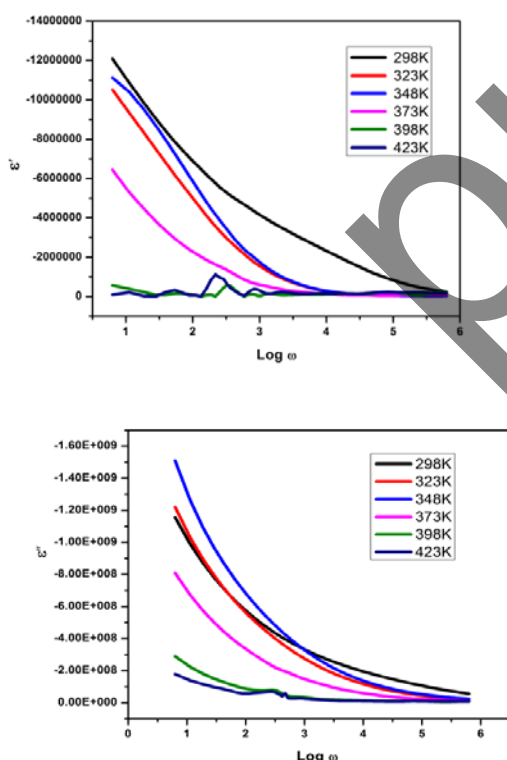 -14000000
-12000000
-10000000
-8000000
-6000000
-4000000
-2000000
0
ε'
298K
323K
348K
373K
398K
423K
1 2 3 4 5 6
Log ω
-1.60E+009
-1.40E+009
-1.20E+009
-1.00E+009
-8.00E+008
-6.00E+008
-4.00E+008
-2.00E+008
0.00E+000
ε"
298K
323K
348K
373K
398K
423K
0 1 2 3 4 5 6
Log ω